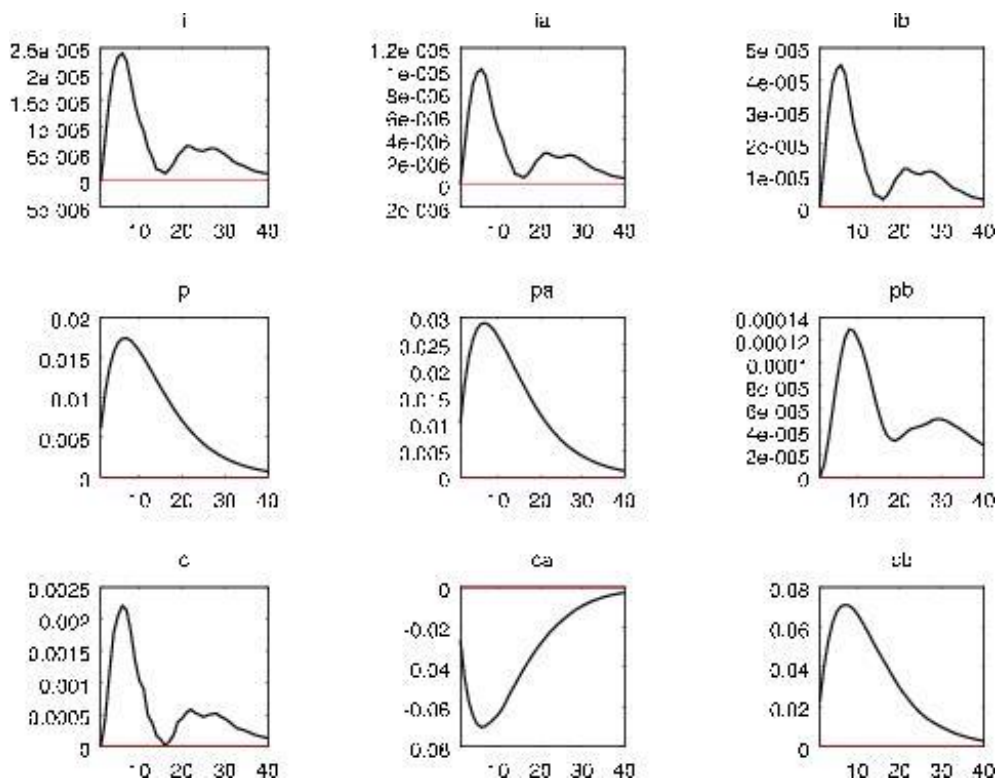 i ia ib
2.5e-005 1.2e-005 5e-005
2e-005 1e-005 4e-005
1.5e-005 8e-006 3e-005
1e-005 6e-006 2e-005
5e-006 4e-006 1e-005
0 2e-006 0
5e-006 0
2e-006
10 20 30 40 10 20 30 40 10 20 30 40
p pa pb
0.02 0.03 0.00014
0.015 0.025 0.00012
0.01 0.02 0.0001
0.005 0.015 8e-005
0 0.01 6e-005
0.005 4e-005
0 2e-005
0
10 20 30 40 10 20 30 40 10 20 30 40
c ca cb
0.0025 0 0.08
0.002 -0.02 0.06
0.0015 -0.04 0.04
0.001 -0.06 0.02
0.0005 0.08 0
0
10 20 30 40 10 20 30 40 10 20 30 40